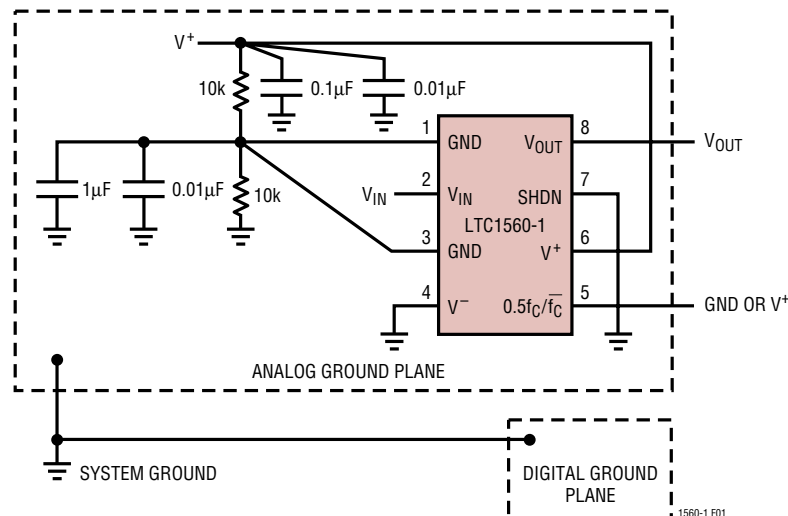 V+
10k
0.1µF
0.01µF
1µF
0.01µF
10k
1
GND
VOUT
8
VOUT
VIN
2
VIN
SHDN
7
LTC1560-1
3
GND
V+
6
4
V–
0.5fC/f̅C̅
5
GND OR V+
ANALOG GROUND PLANE
SYSTEM GROUND
DIGITAL GROUND
PLANE
1560-1 F01